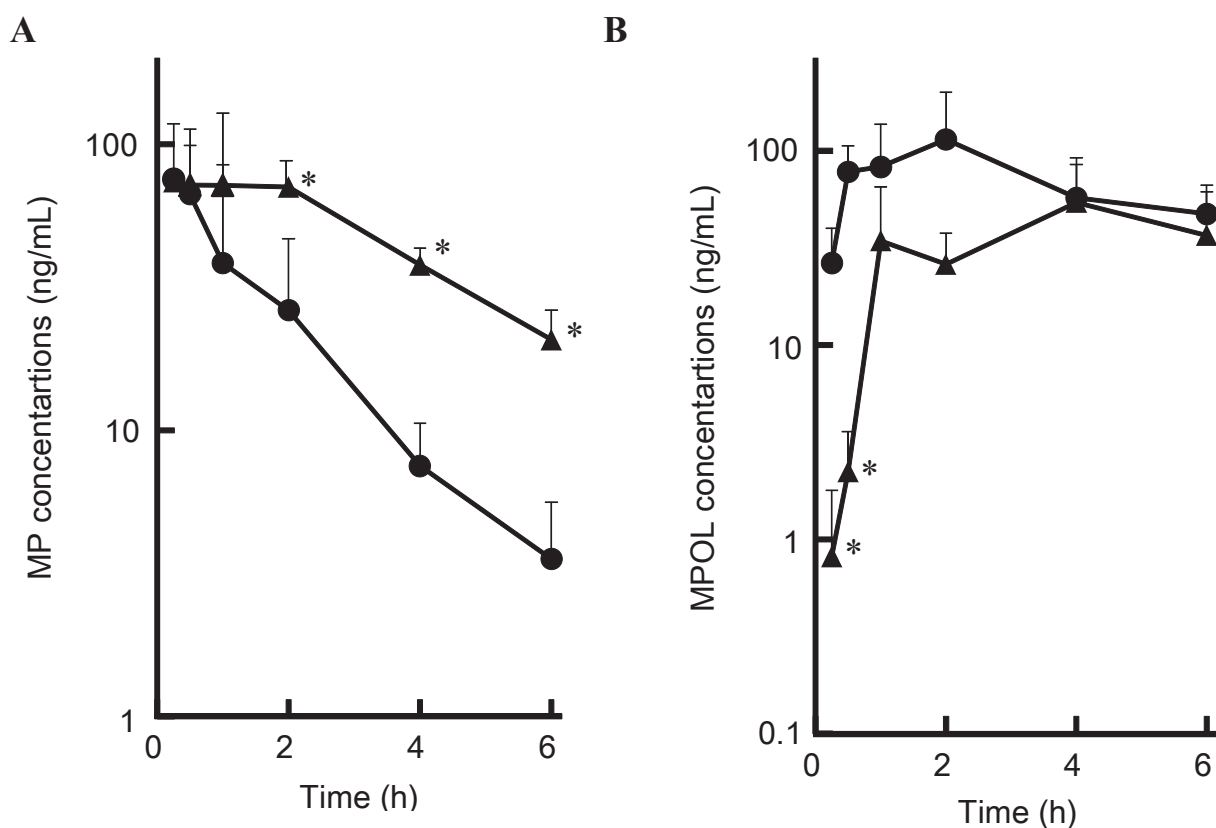 A
MP concentartions (ng/mL)
100
10
1
0 2 4 6
Time (h)
* * *
B
MPOL concentartions (ng/mL)
100
10
1
0.1
0 2 4 6
Time (h)
* *